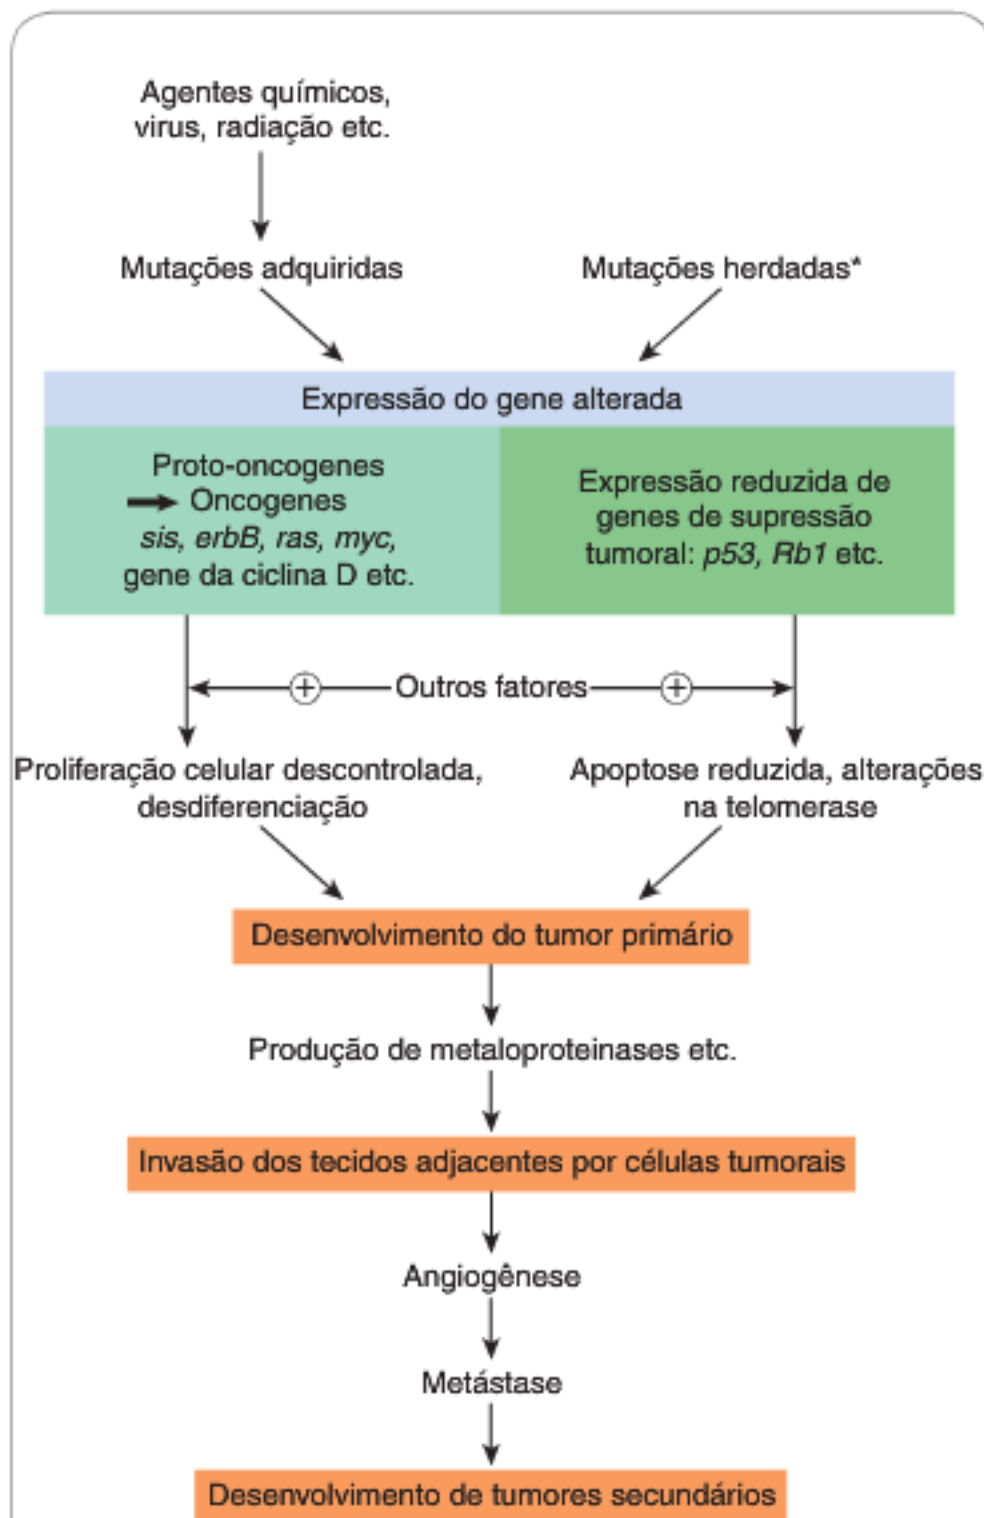 Agentes químicos,
virus, radiação etc.
Mutações adquiridas
Mutações herdadas*
Expressão do gene alterada
Proto-oncogenes
Oncogenes
sis, erbB, ras, myc,
gene da ciclina D etc.
Expressão reduzida de
genes de supressão
tumoral: p53, Rb1 etc.
+ Outros fatores +
Proliferação celular descontrolada,
desdiferenciação
Apoptose reduzida, alterações
na telomerase
Desenvolvimento do tumor primário
Produção de metaloproteinases etc.
Invasão dos tecidos adjacentes por células tumorais
Angiogênese
Metástase
Desenvolvimento de tumores secundários